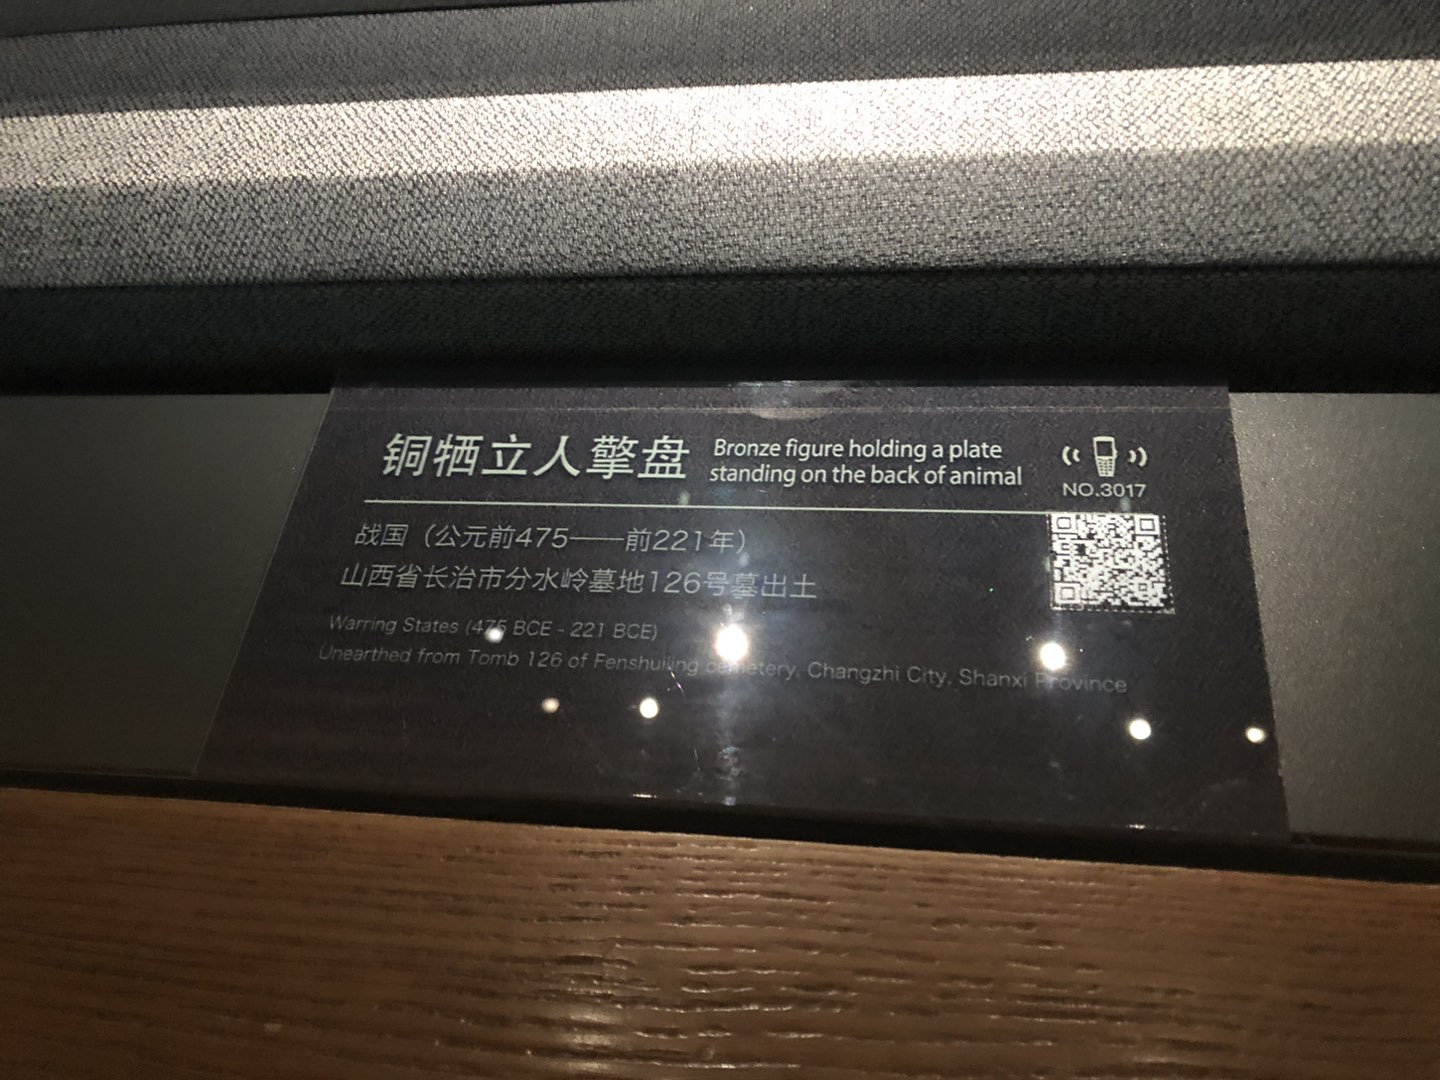 铜牺立人擎盘
Bronze figure holding a plate
standing on the back of animal
NO.3017
战国（公元前475——前221年）
山西省长治市分水岭墓地126号墓出土
Warring States (475 BCE - 221 BCE)
Unearthed from Tomb 126 of Fenshuiling cemetery, Changzhi City, Shanxi Province